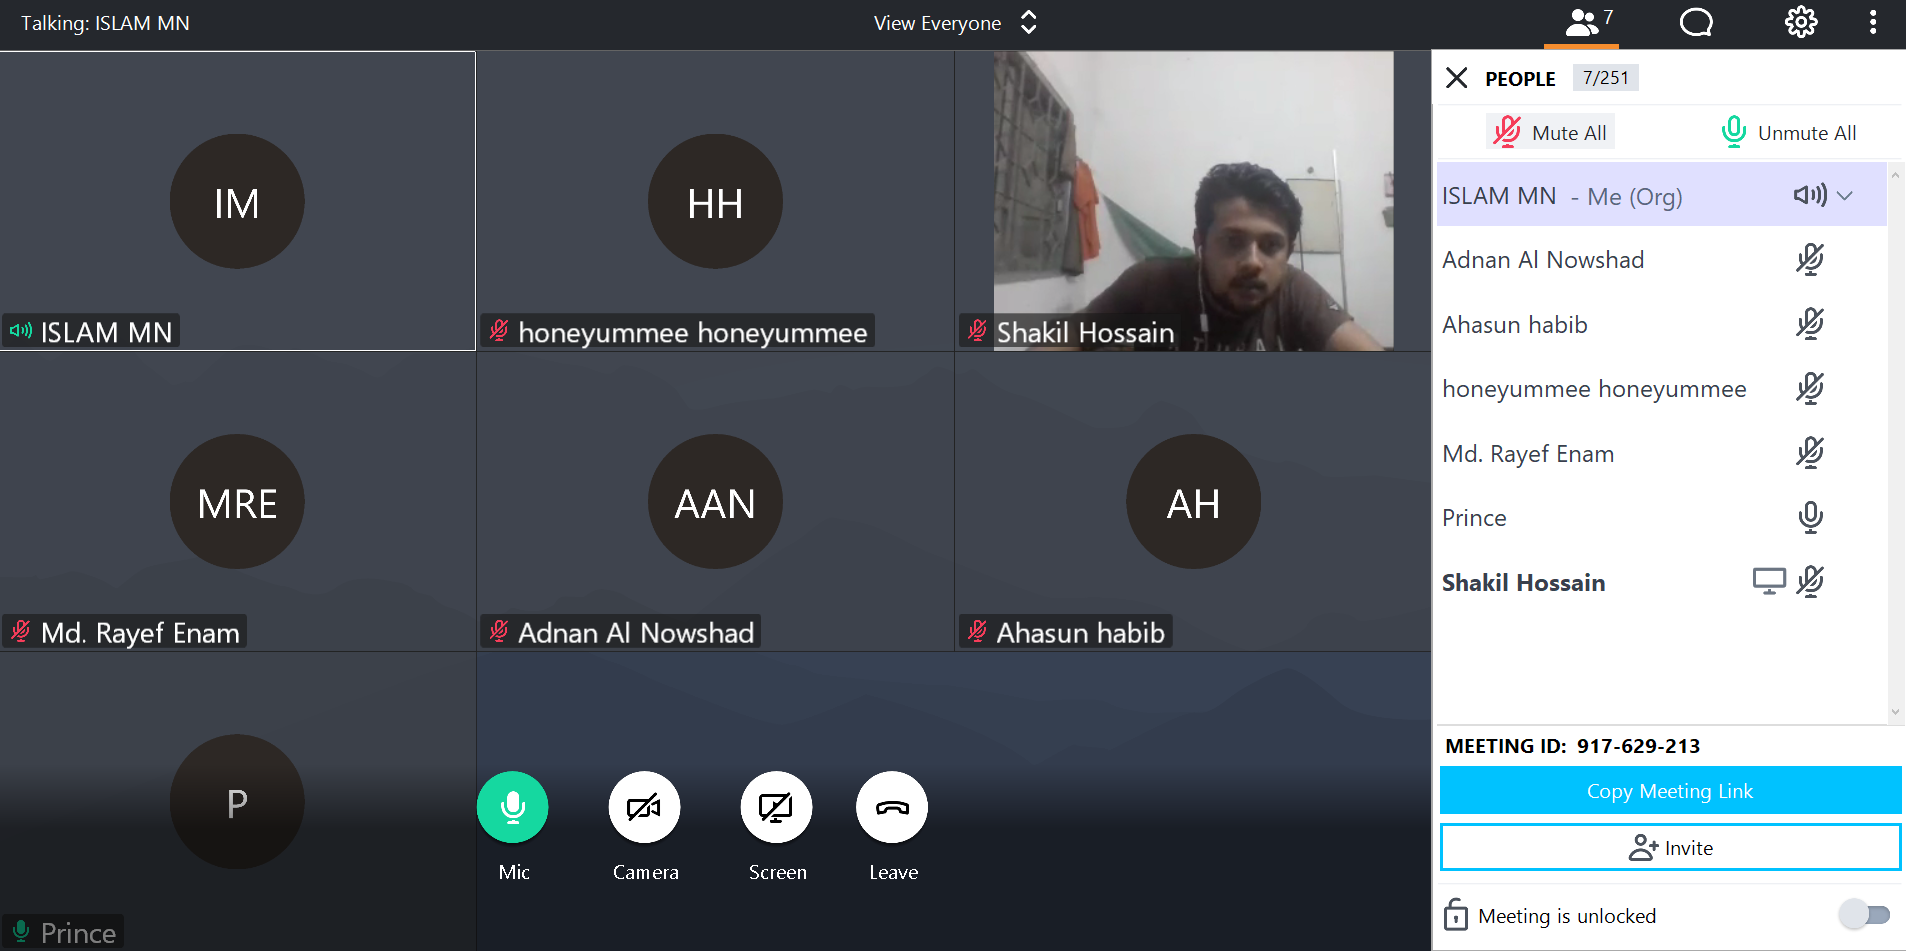 Talking: ISLAM MN
View Everyone
7
IM
ISLAM MN
HH
honeyummee honeyummee
Shakil Hossain
MRE
Md. Rayef Enam
AAN
Adnan Al Nowshad
AH
Ahasun habib
P
Prince
Mic
Camera
Screen
Leave
PEOPLE 7/251
Mute All
Unmute All
ISLAM MN - Me (Org)
Adnan Al Nowshad
Ahasun habib
honeyummee honeyummee
Md. Rayef Enam
Prince
Shakil Hossain
MEETING ID: 917-629-213
Copy Meeting Link
Invite
Meeting is unlocked